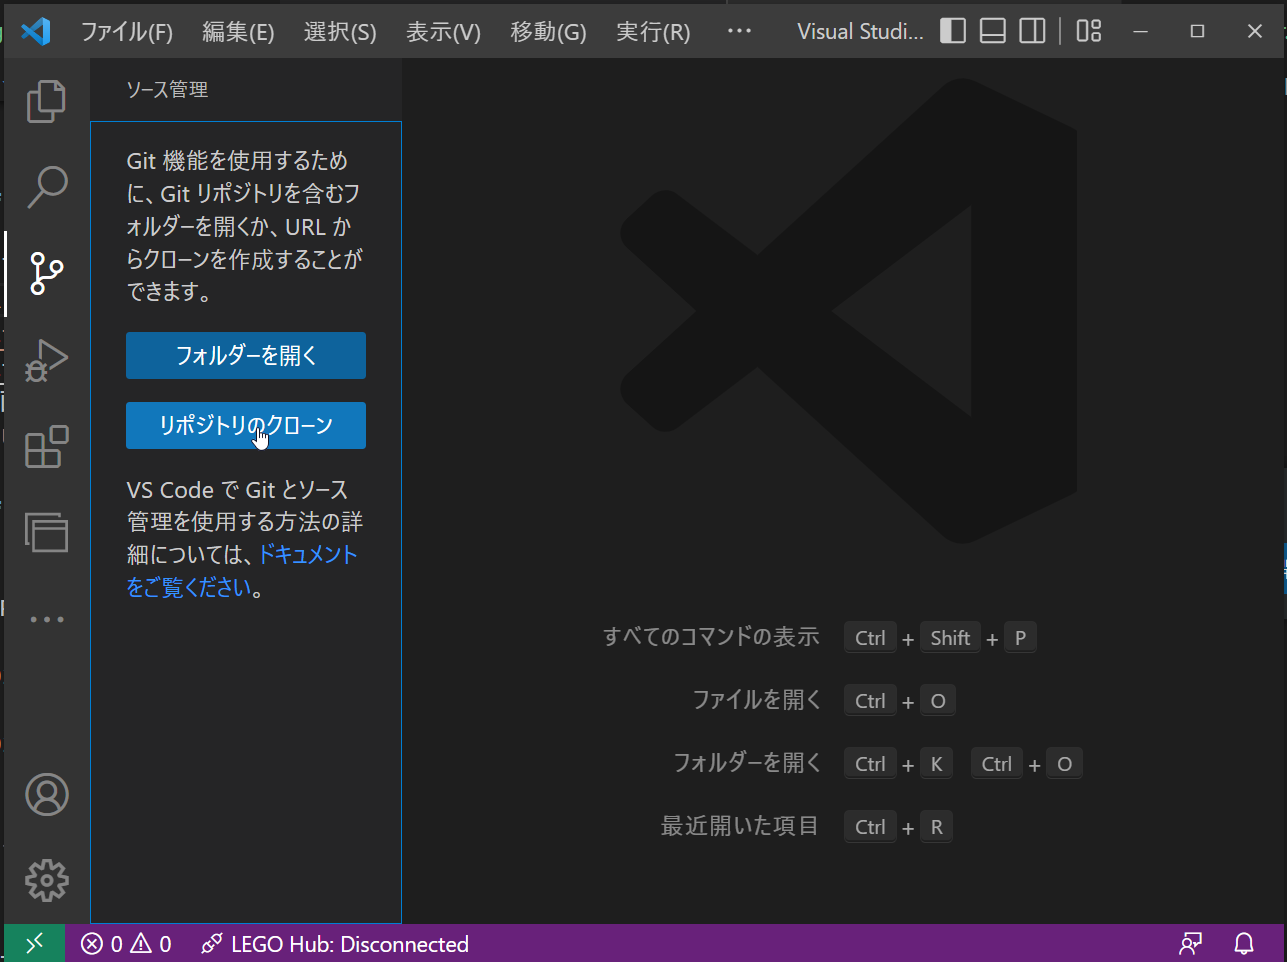 ファイル(F) 編集(E) 選択(S) 表示(V) 移動(G) 実行(R) ··· Visual Studi...
ソース管理
Git 機能を使用するため
に、Git リポジトリを含むフ
ォルダーを開くか、URL か
らクローンを作成することが
できます。
フォルダーを開く
リポジトリのクローン
VS Code で Git とソース
管理を使用する方法の詳
細については、ドキュメント
をご覧ください。
すべてのコマンドの表示 Ctrl + Shift + P
ファイルを開く Ctrl + O
フォルダーを開く Ctrl + K Ctrl + O
最近開いた項目 Ctrl + R
0 0 LEGO Hub: Disconnected